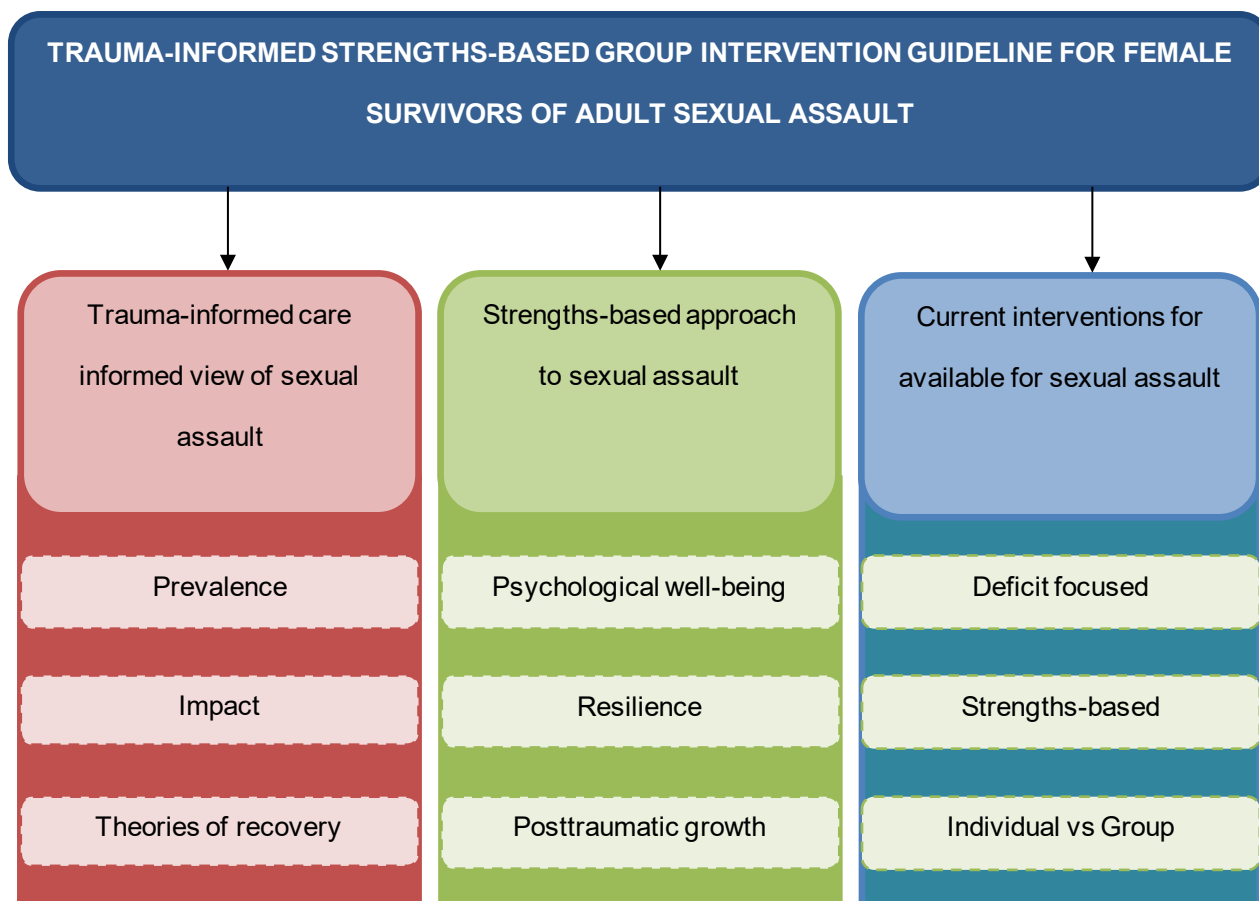 TRAUMA-INFORMED STRENGTHS-BASED GROUP INTERVENTION GUIDELINE FOR FEMALE
SURVIVORS OF ADULT SEXUAL ASSAULT
Trauma-informed care
informed view of sexual
assault
Prevalence
Impact
Theories of recovery
Strengths-based approach
to sexual assault
Psychological well-being
Resilience
Posttraumatic growth
Current interventions for
available for sexual assault
Deficit focused
Strengths-based
Individual vs Group